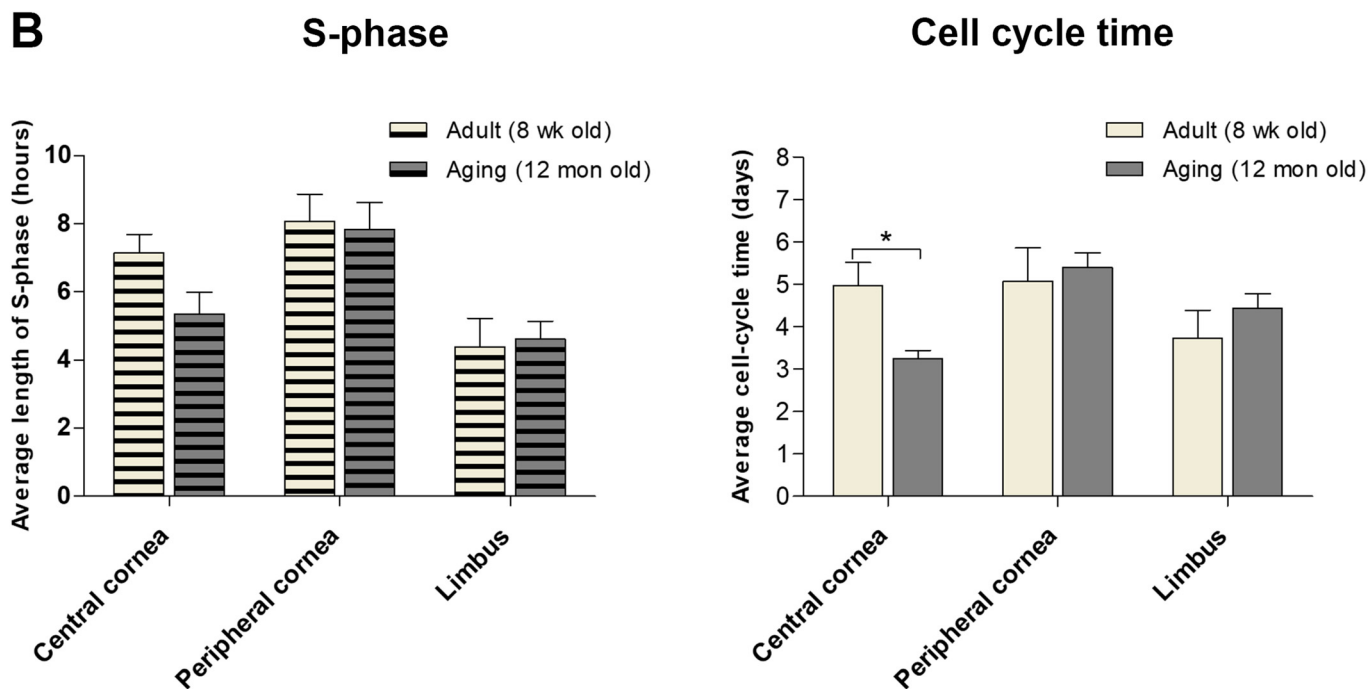 B
S-phase
Average length of S-phase (hours)
10
8
6
4
2
0
Adult (8 wk old)
Aging (12 mon old)
Central cornea
Peripheral cornea
Limbus
Cell cycle time
Average cell-cycle time (days)
8
7
6
5
4
3
2
1
0
Adult (8 wk old)
Aging (12 mon old)
*
Central cornea
Peripheral cornea
Limbus